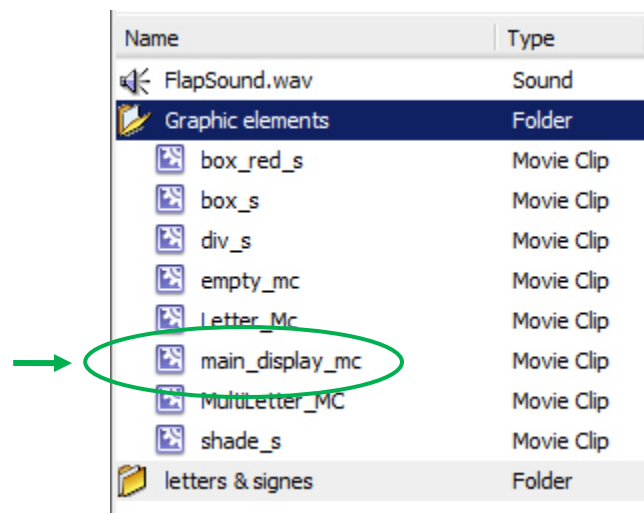 Name Type
FlapSound.wav Sound
Graphic elements Folder
box_red_s Movie Clip
box_s Movie Clip
div_s Movie Clip
empty_mc Movie Clip
Letter_Mc Movie Clip
main_display_mc Movie Clip
MultiLetter_MC Movie Clip
shade_s Movie Clip
letters & signes Folder